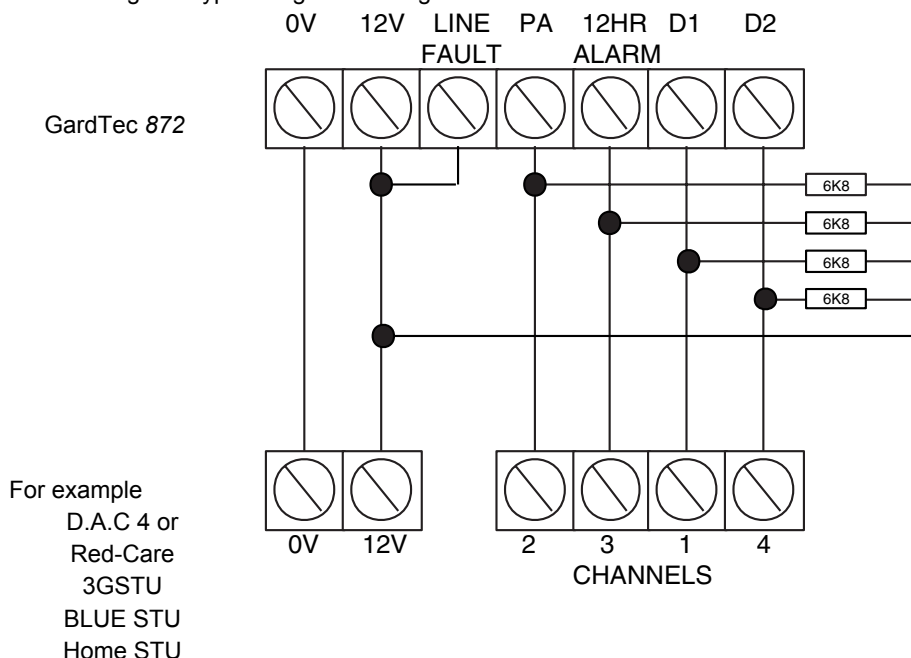 0V 12V LINE PA 12HR D1 D2
FAULT ALARM
GardTec 872
6K8
6K8
6K8
6K8
For example
D.A.C 4 or
Red-Care
3GSTU
BLUE STU
Home STU
0V 12V 2 3 1 4
CHANNELS